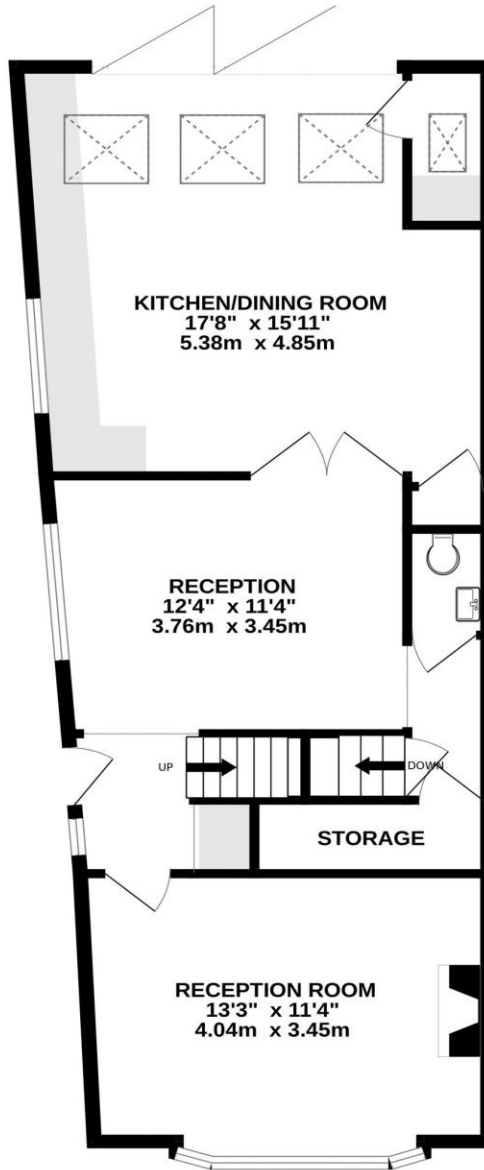 KITCHEN/DINING ROOM
17'8" x 15'11"
5.38m x 4.85m
RECEPTION
12'4" x 11'4"
3.76m x 3.45m
UP
DOWN
STORAGE
RECEPTION ROOM
13'3" x 11'4"
4.04m x 3.45m